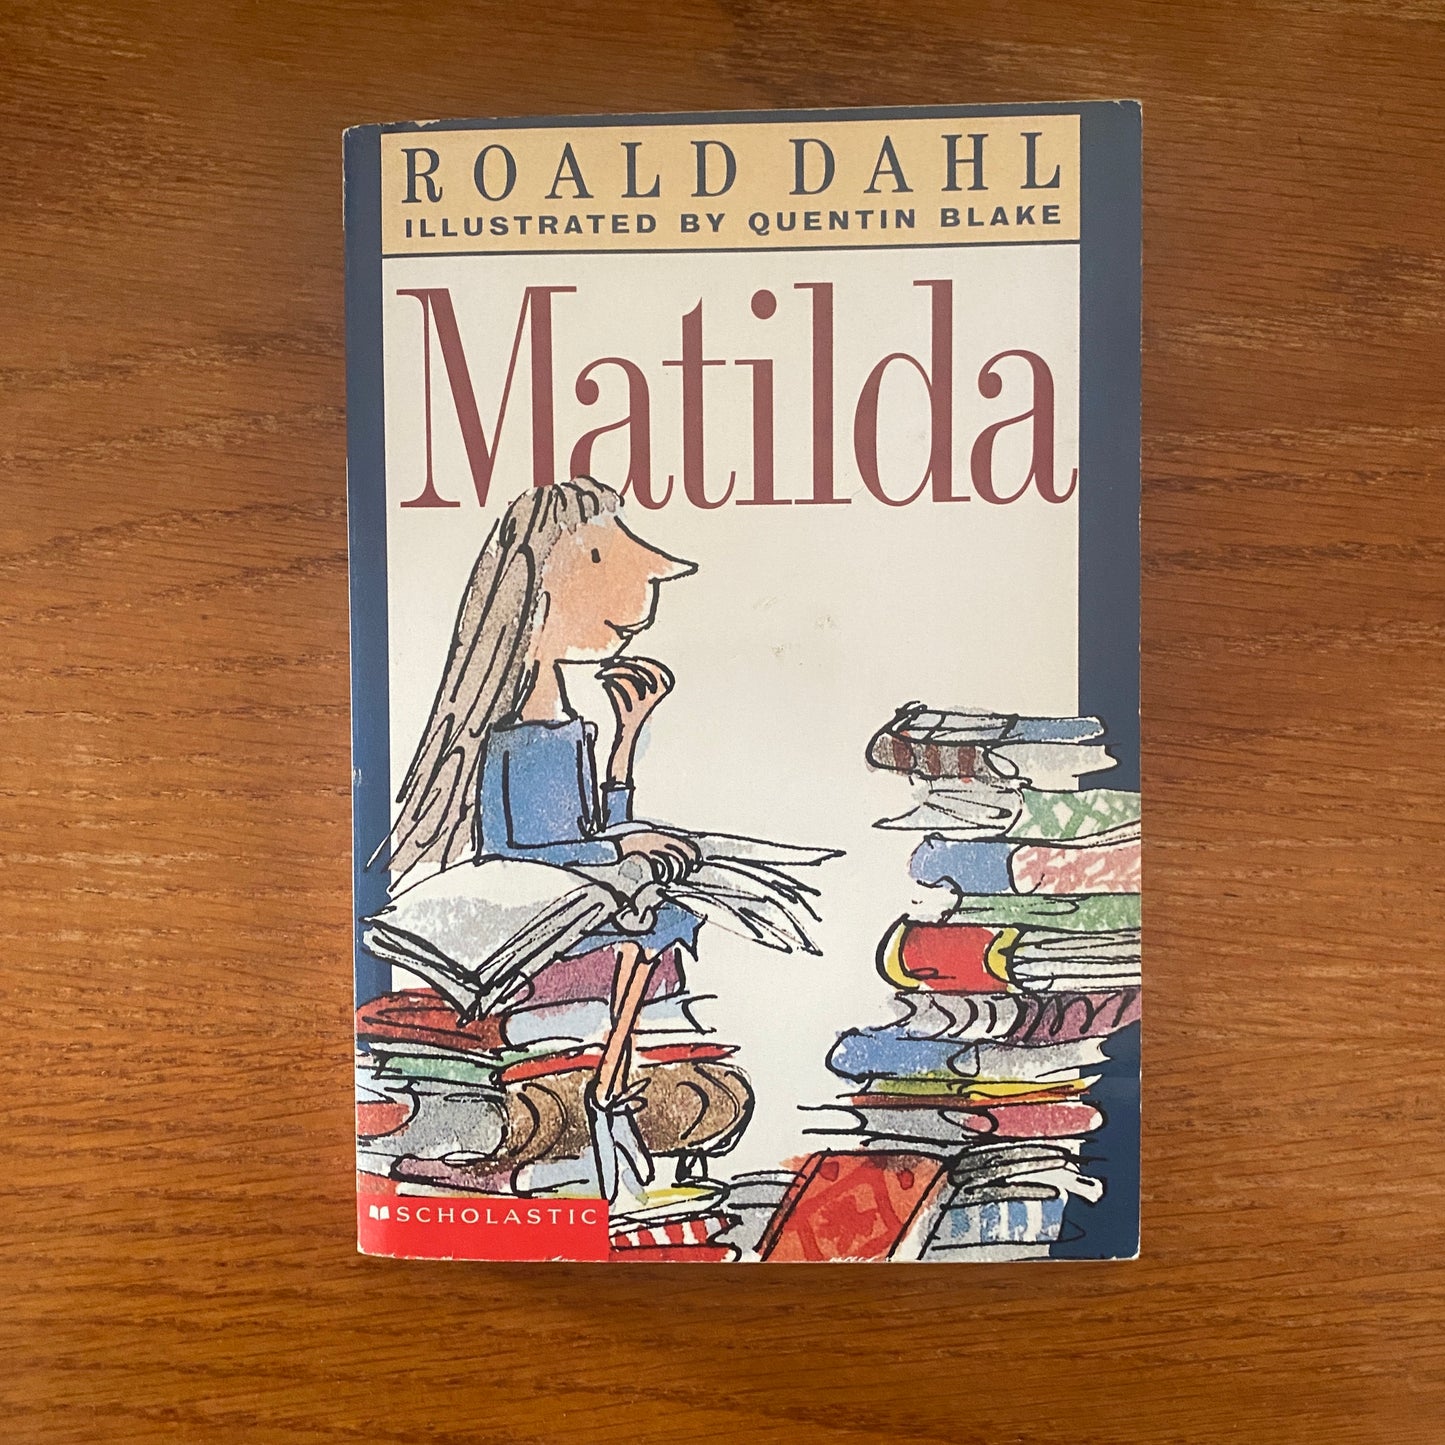 ROALD DAHL
ILLUSTRATED BY QUENTIN BLAKE
Matilda
SCHOLASTIC